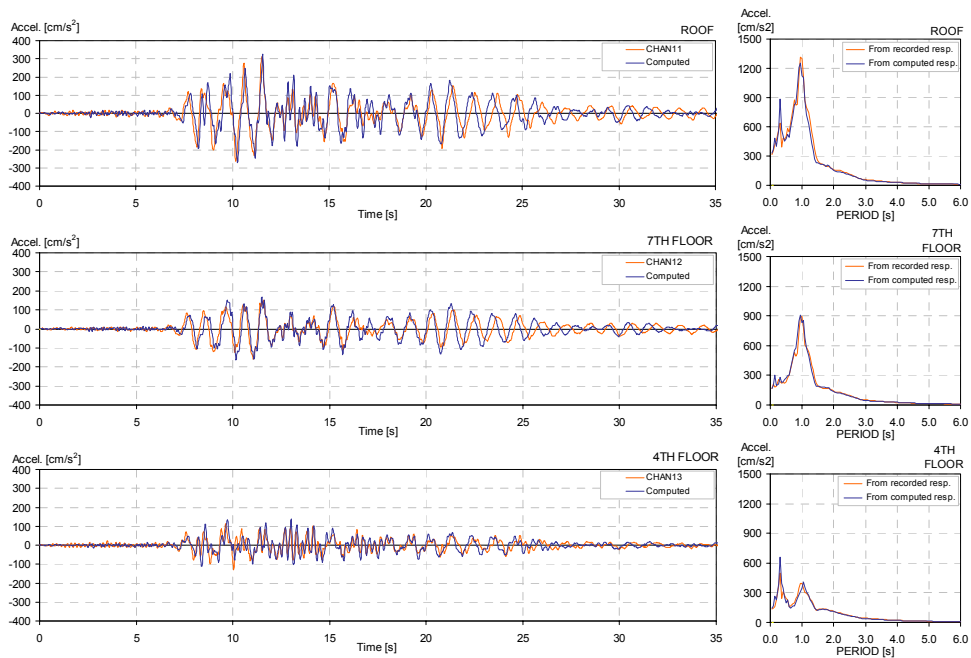 Accel. [cm/s²]
ROOF
400
300
200
100
0
-100
-200
-300
-400
CHAN11
Computed
0
5
10
15
20
25
30
35
Time [s]
Accel.
[cm/s2]
ROOF
1500
1200
900
600
300
0
From recorded resp.
From computed resp.
0.0
1.0
2.0
3.0
4.0
5.0
6.0
PERIOD [s]
Accel. [cm/s²]
7TH FLOOR
400
300
200
100
0
-100
-200
-300
-400
CHAN12
Computed
0
5
10
15
20
25
30
35
Time [s]
Accel.
[cm/s2]
7TH
FLOOR
1500
1200
900
600
300
0
From recorded resp.
From computed resp.
0.0
1.0
2.0
3.0
4.0
5.0
6.0
PERIOD [s]
Accel. [cm/s²]
4TH FLOOR
400
300
200
100
0
-100
-200
-300
-400
CHAN13
Computed
0
5
10
15
20
25
30
35
Time [s]
Accel.
[cm/s2]
4TH
FLOOR
1500
1200
900
600
300
0
From recorded resp.
From computed resp.
0.0
1.0
2.0
3.0
4.0
5.0
6.0
PERIOD [s]